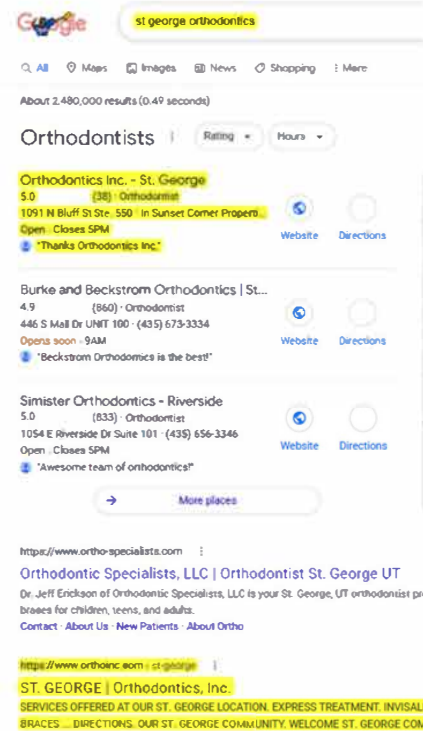 Google
st george orthodontics
All Maps Images News Shopping More
About 2,480,000 results (0.49 seconds)
Orthodontists
Rating Hours
Orthodontics Inc. - St. George
5.0 (38) · Orthodontist
1091 N Bluff St Ste. 550 · In Sunset Corner Properti...
Open · Closes 5PM
"Thanks Orthodontics Inc."
Website Directions
Burke and Beckstrom Orthodontics | St...
4.9 (860) · Orthodontist
446 S Mall Dr UNIT 100 · (435) 673-3334
Opens soon · 9AM
"Beckstrom Orthodontics is the best!"
Website Directions
Simister Orthodontics - Riverside
5.0 (833) · Orthodontist
1054 E Riverside Dr Suite 101 · (435) 656-3346
Open · Closes 5PM
"Awesome team of orthodontics!"
Website Directions
More places
https://www.ortho-specialists.com
Orthodontic Specialists, LLC | Orthodontist St. George UT
Dr. Jeff Erickson of Orthodontic Specialists, LLC is your St. George, UT orthodontist pr
braces for children, teens, and adults.
Contact · About Us · New Patients · About Ortho
https://www.orthoinc.com › st-george
ST. GEORGE | Orthodontics, Inc.
SERVICES OFFERED AT OUR ST. GEORGE LOCATION. EXPRESS TREATMENT. INVISAL
BRACES ... DIRECTIONS. OUR ST. GEORGE COMMUNITY. WELCOME ST. GEORGE COM